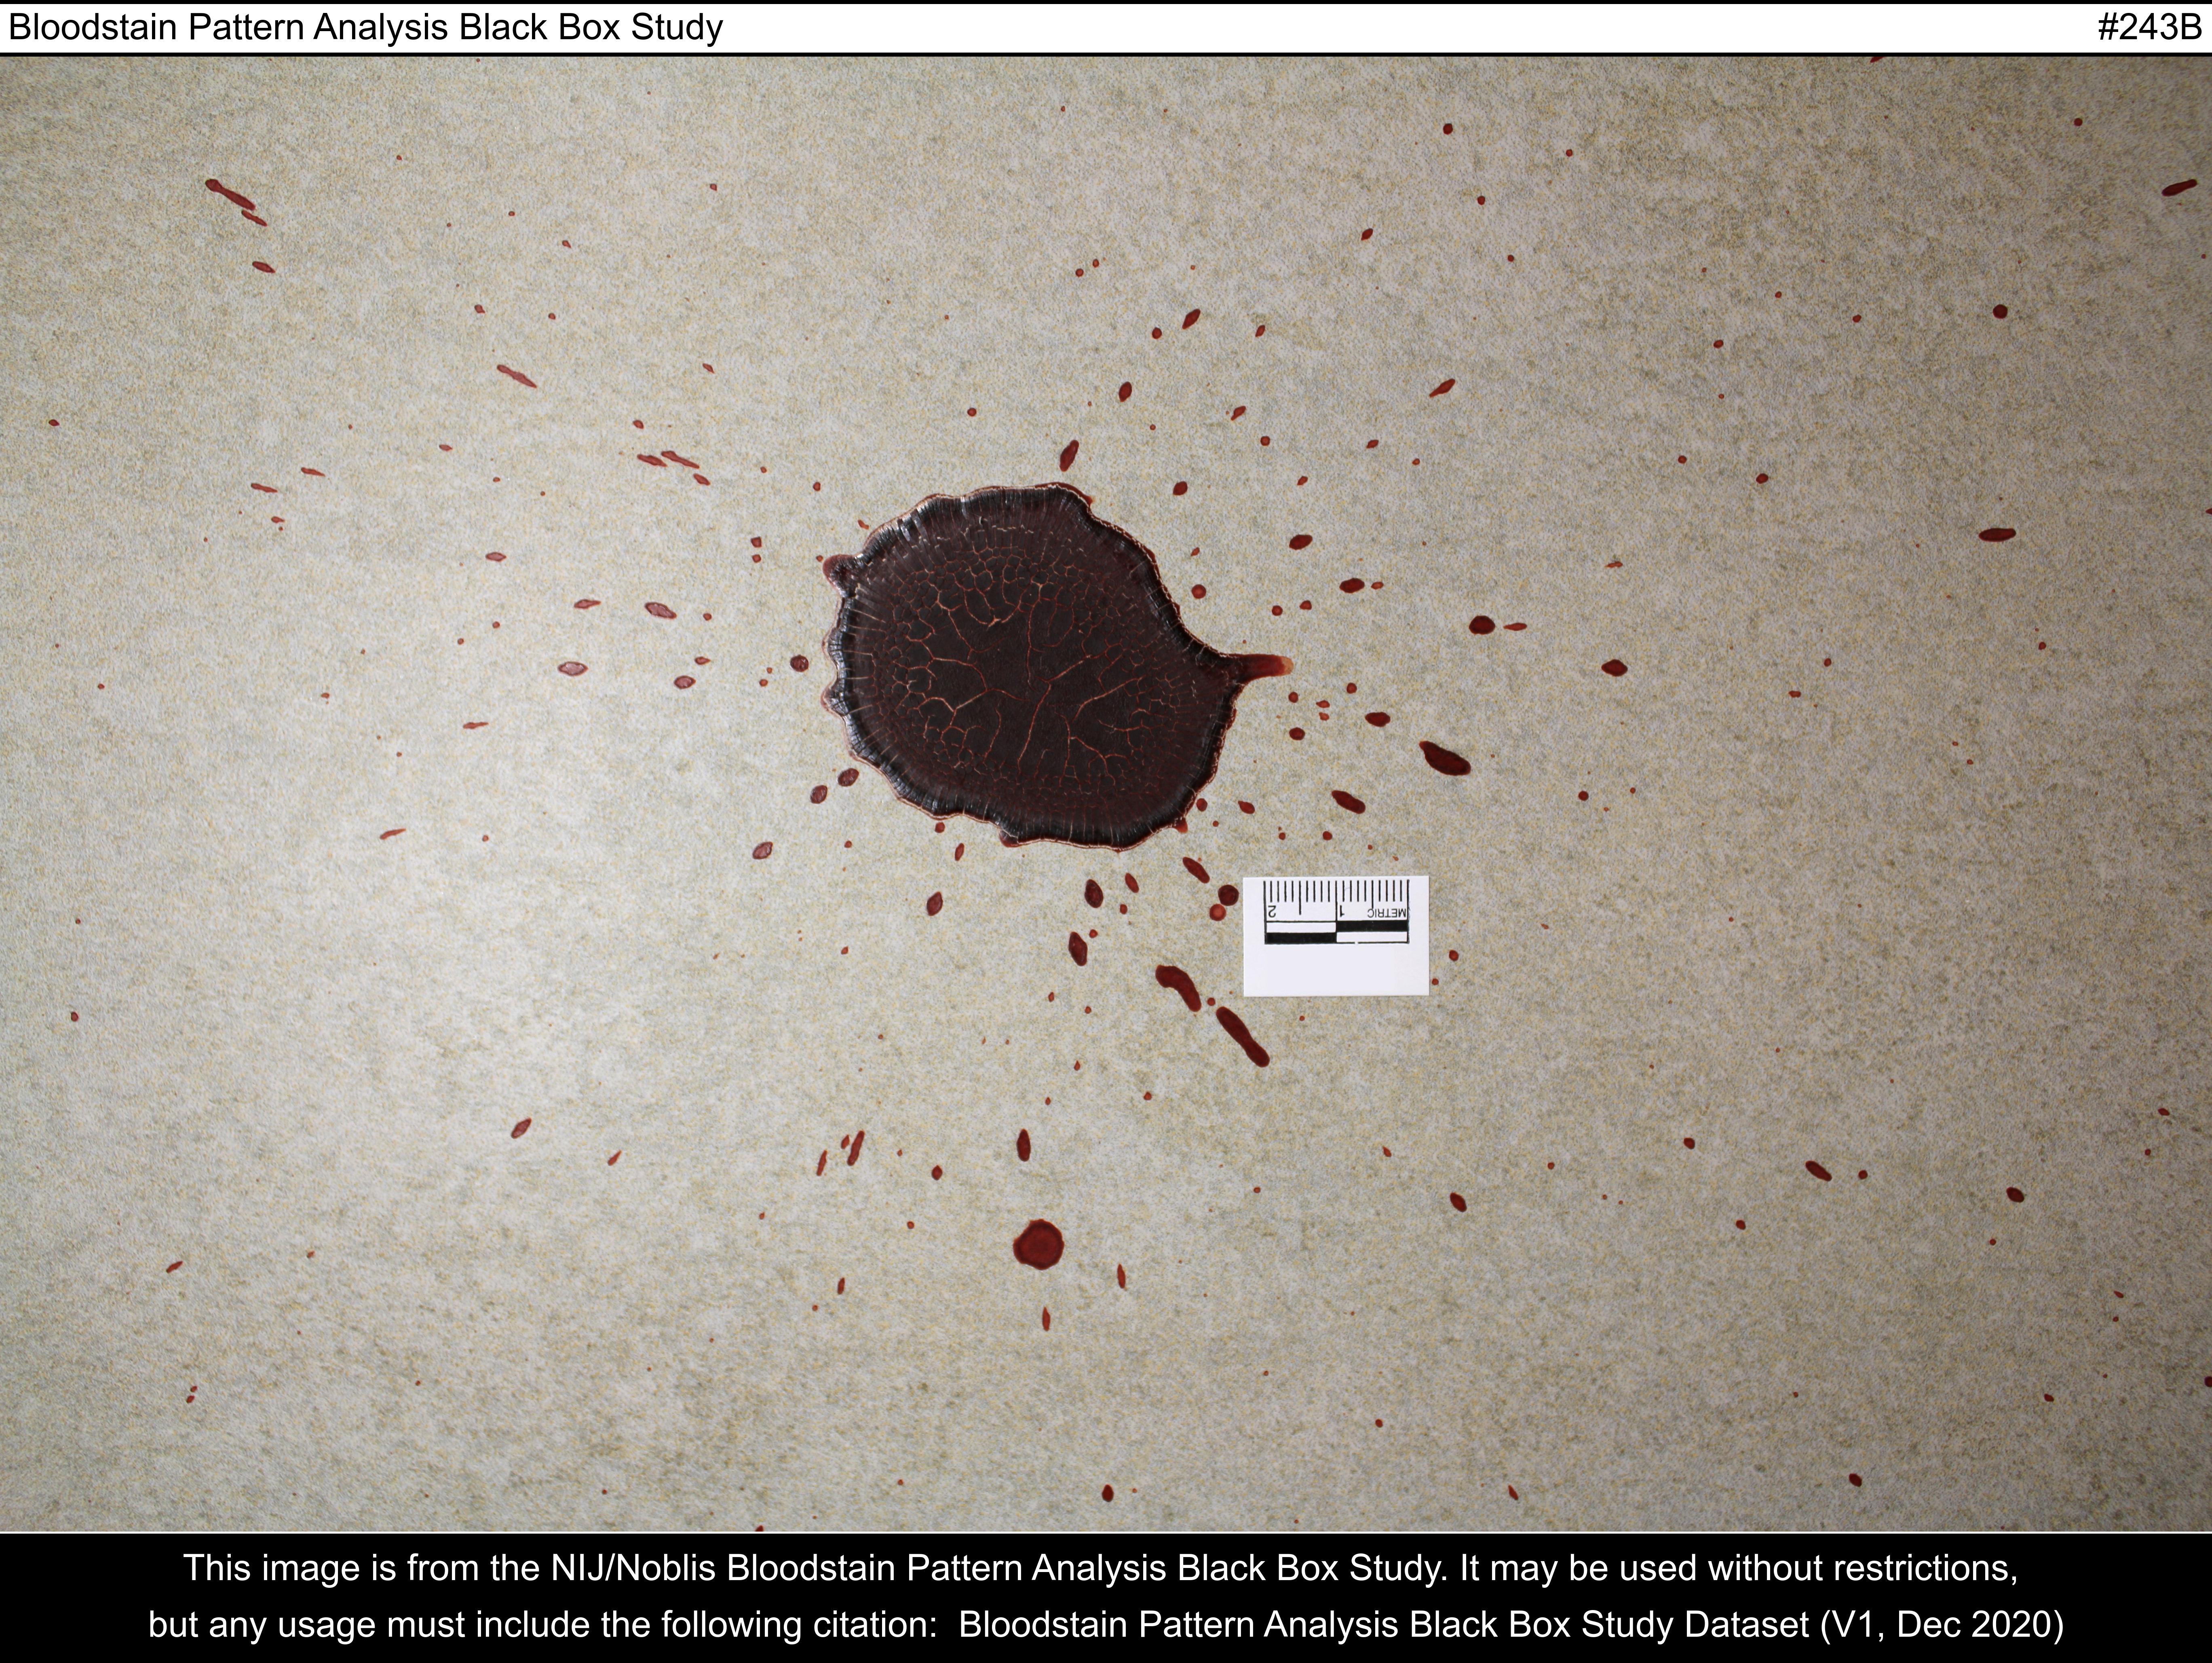 Bloodstain Pattern Analysis Black Box Study #243B
METRIC 1 2
This image is from the NIJ/Noblis Bloodstain Pattern Analysis Black Box Study. It may be used without restrictions,
but any usage must include the following citation: Bloodstain Pattern Analysis Black Box Study Dataset (V1, Dec 2020)